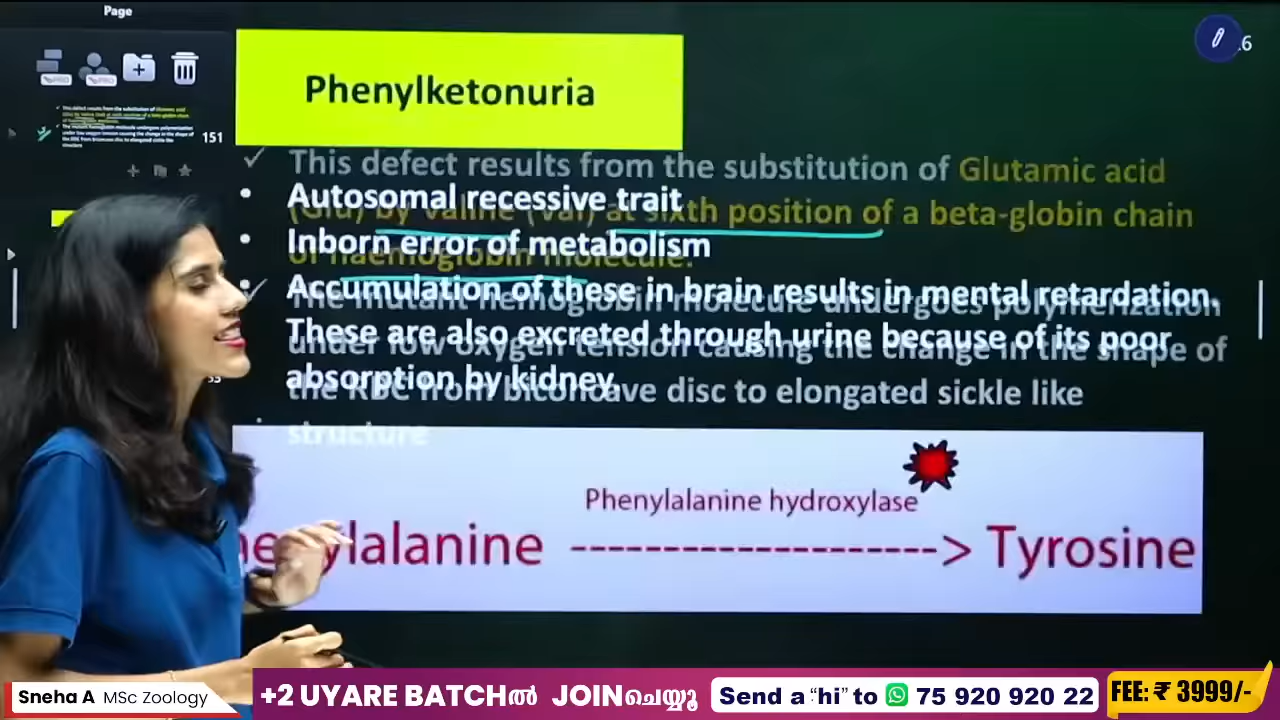 Page
PRO
PRO
.6
151
Phenylketonuria
This defect results from the substitution of Glutamic acid
(Glu) by valine (Val) at sixth position of a beta-globin chain
of haemoglobin molecule.
The mutant hemoglobin molecule undergoes polymerization
under low oxygen tension causing the change in the shape of
the RBC from biconcave disc to elongated sickle like
structure
Autosomal recessive trait
Inborn error of metabolism
Accumulation of these in brain results in mental retardation.
These are also excreted through urine because of its poor
absorption by kidney.
Phenylalanine hydroxylase
ylalanine --------------------> Tyrosine
Sneha A MSc Zoology
+2 UYARE BATCHൽ JOINചെയ്യൂ
Send a “hi” to 75 920 920 22
FEE: ₹ 3999/-